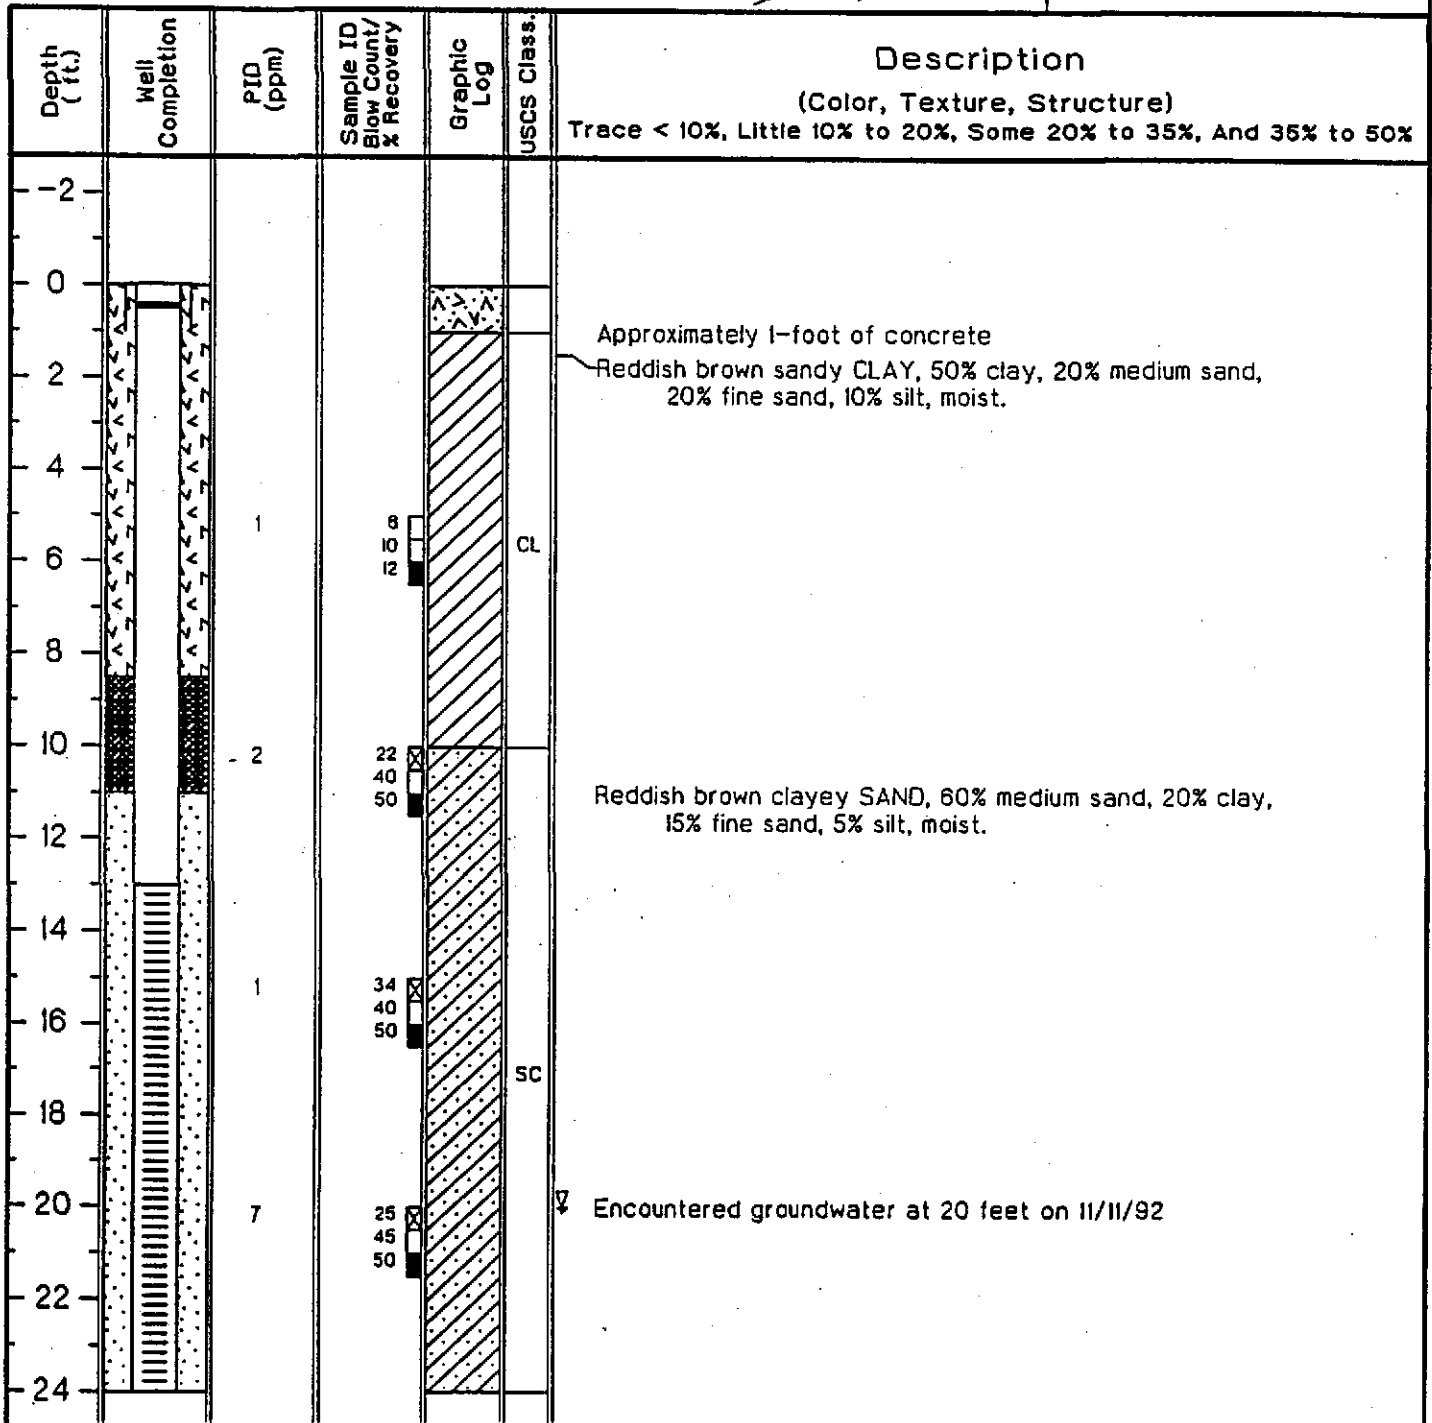 Depth
(ft.)
Well
Completion
PID
(ppm)
Sample ID
Blow Count/
% Recovery
Graphic
Log
USCS Class.
Description
(Color, Texture, Structure)
Trace < 10%, Little 10% to 20%, Some 20% to 35%, And 35% to 50%
-2
0
Approximately 1-foot of concrete
2
Reddish brown sandy CLAY, 50% clay, 20% medium sand,
20% fine sand, 10% silt, moist.
4
1
8
10
CL
6
12
8
10
2
22
40
50
Reddish brown clayey SAND, 60% medium sand, 20% clay,
15% fine sand, 5% silt, moist.
12
14
1
34
40
16
50
SC
18
20
7
25
Encountered groundwater at 20 feet on 11/11/92
45
50
22
24